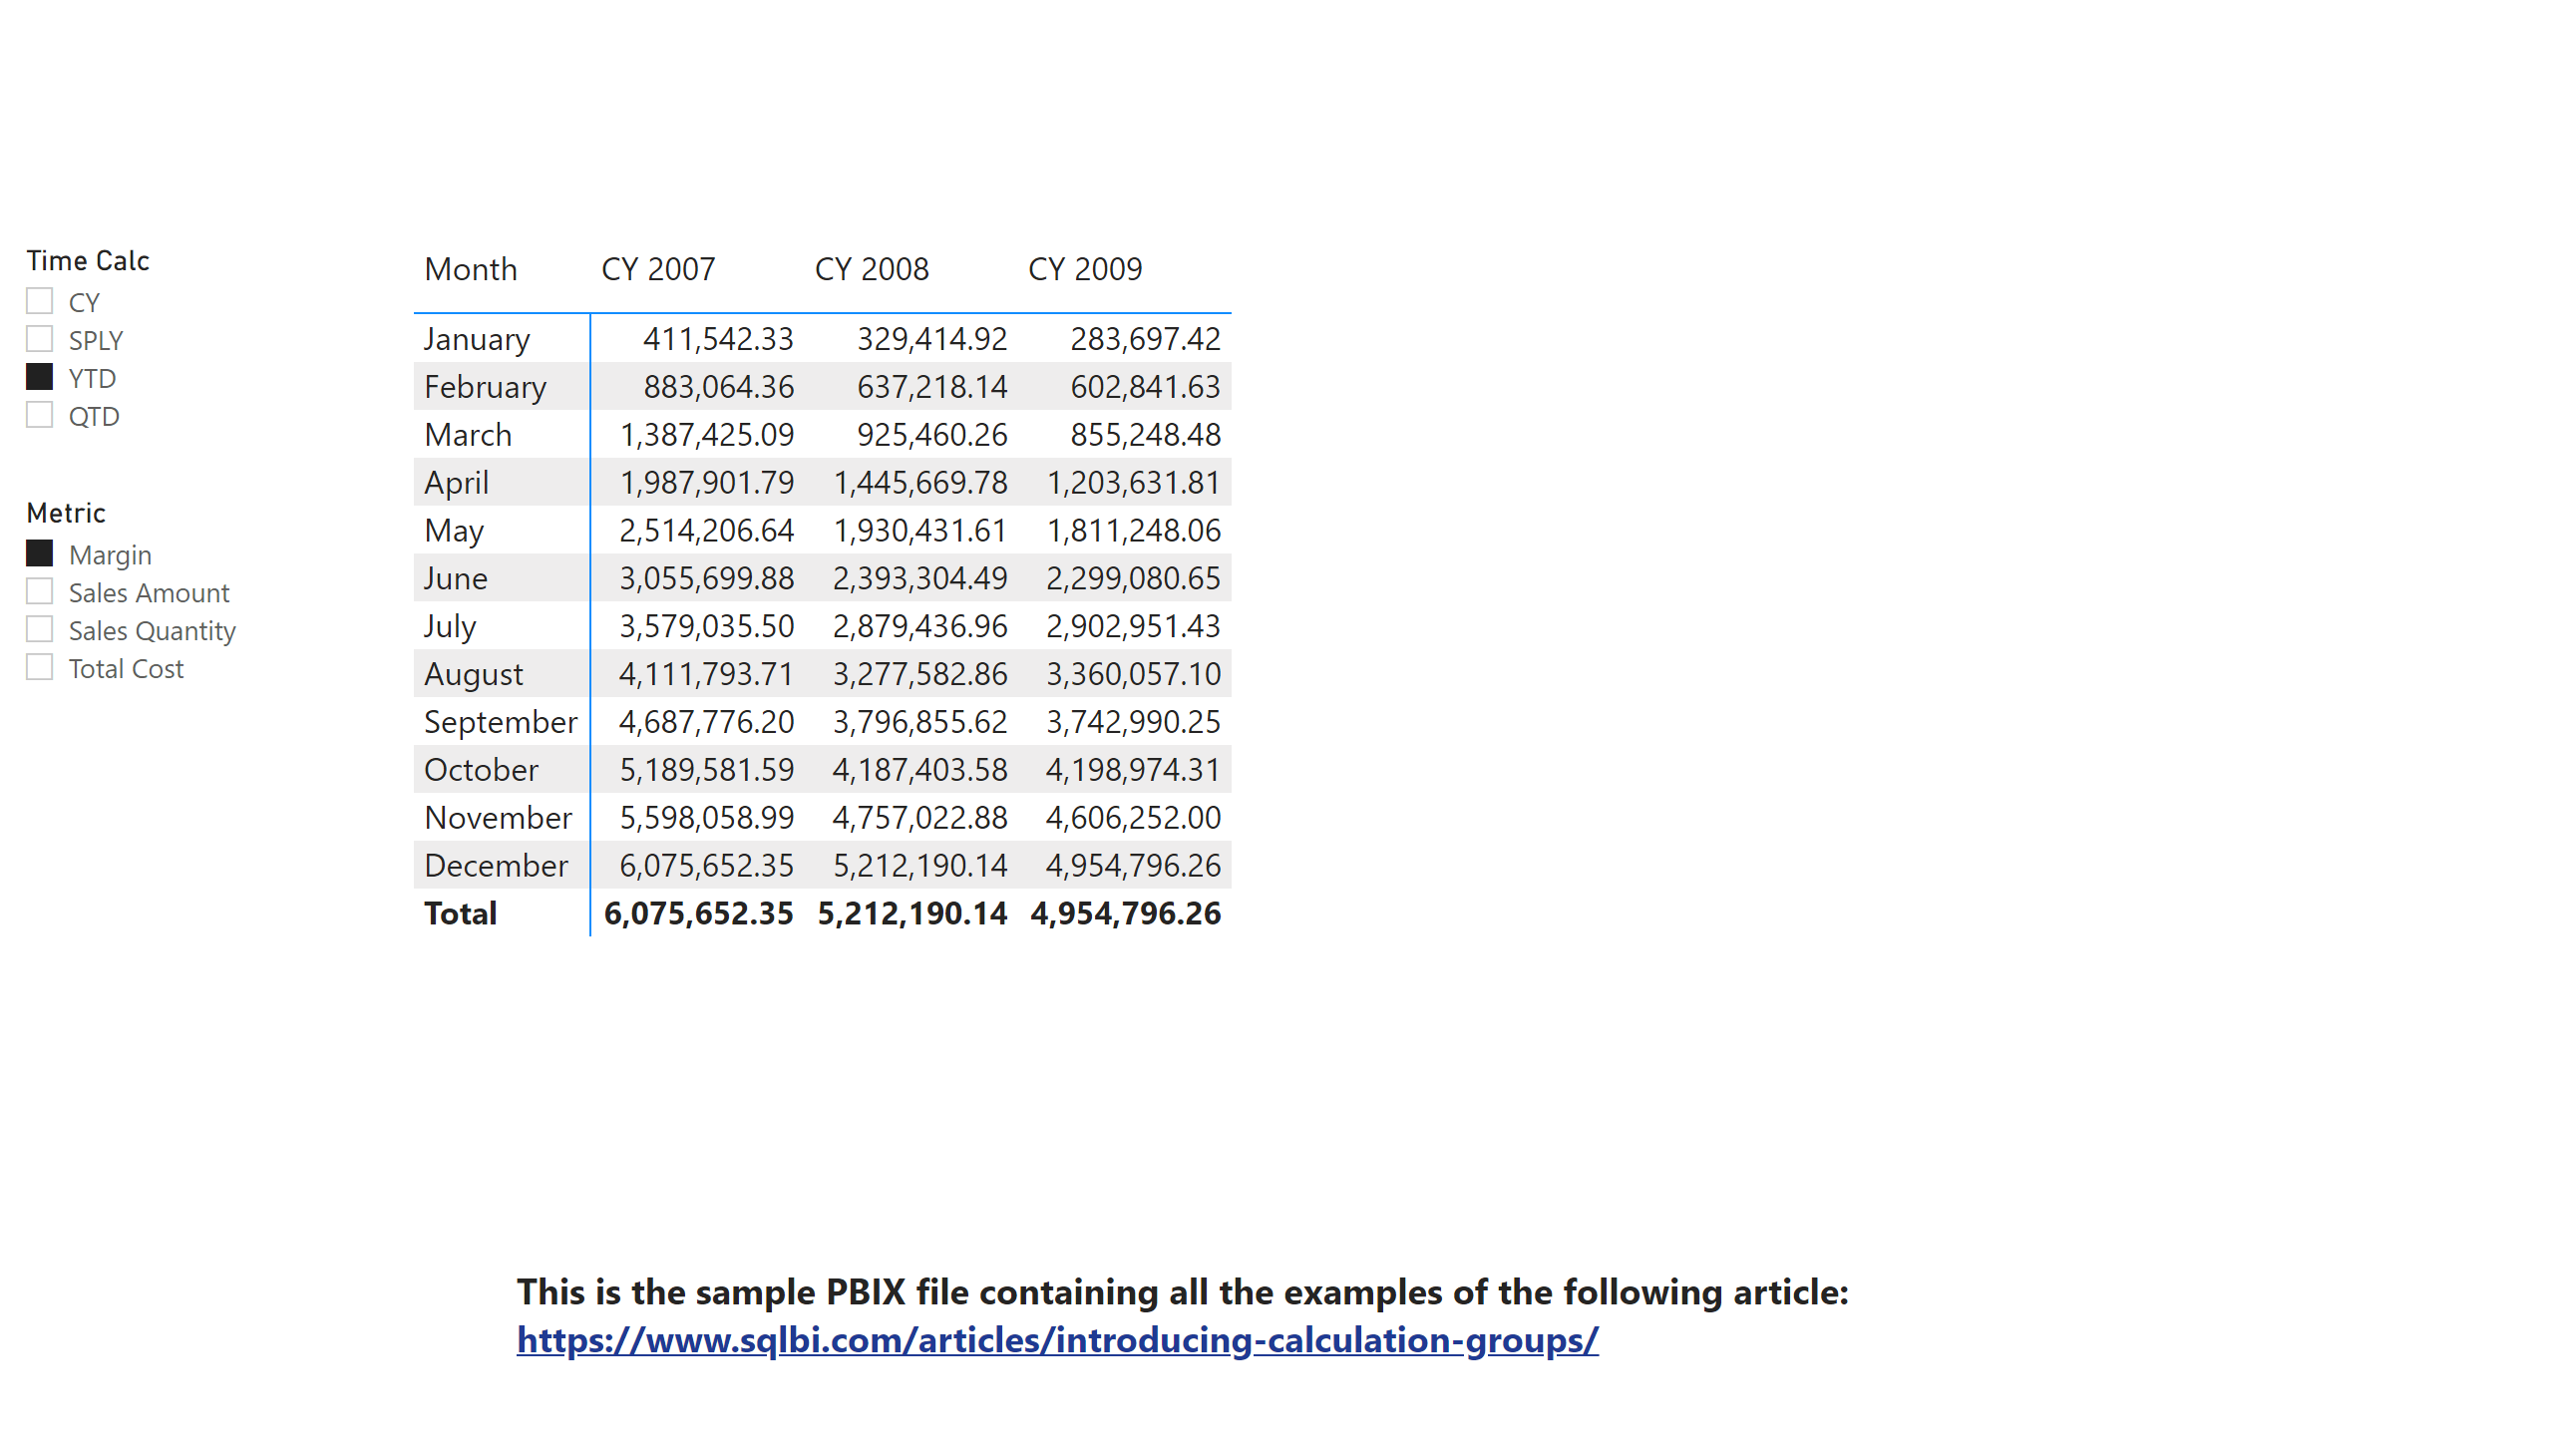 Time Calc
CY
SPLY
YTD
QTD
Metric
Margin
Sales Amount
Sales Quantity
Total Cost
Month CY 2007 CY 2008 CY 2009
January 411,542.33 329,414.92 283,697.42
February 883,064.36 637,218.14 602,841.63
March 1,387,425.09 925,460.26 855,248.48
April 1,987,901.79 1,445,669.78 1,203,631.81
May 2,514,206.64 1,930,431.61 1,811,248.06
June 3,055,699.88 2,393,304.49 2,299,080.65
July 3,579,035.50 2,879,436.96 2,902,951.43
August 4,111,793.71 3,277,582.86 3,360,057.10
September 4,687,776.20 3,796,855.62 3,742,990.25
October 5,189,581.59 4,187,403.58 4,198,974.31
November 5,598,058.99 4,757,022.88 4,606,252.00
December 6,075,652.35 5,212,190.14 4,954,796.26
Total 6,075,652.35 5,212,190.14 4,954,796.26
This is the sample PBIX file containing all the examples of the following article:
https://www.sqlbi.com/articles/introducing-calculation-groups/